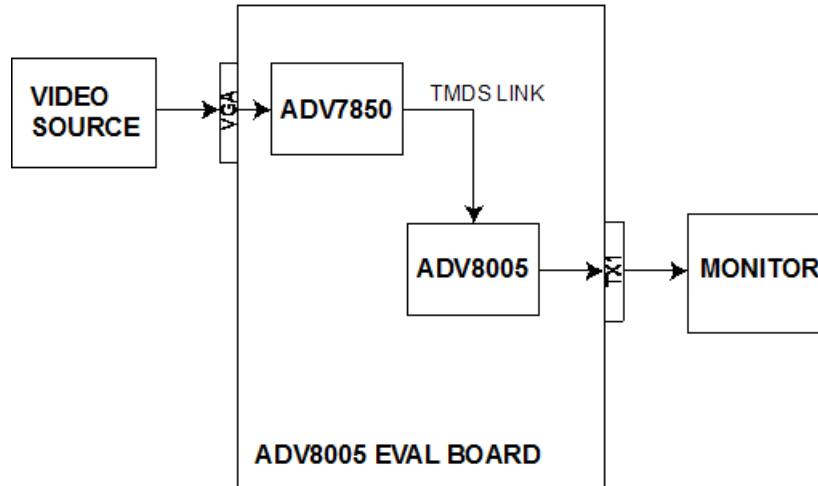 VIDEO
SOURCE
VGA
ADV7850
TMDS LINK
ADV8005
TX1
MONITOR
ADV8005 EVAL BOARD